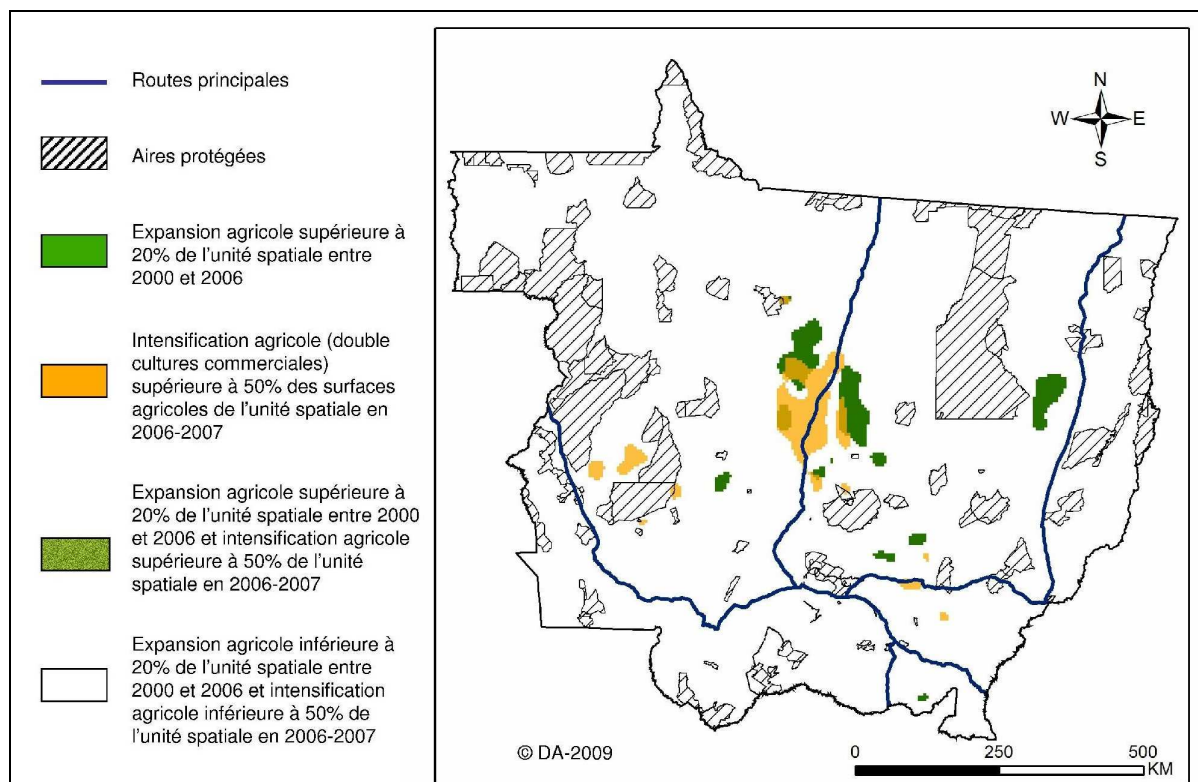 Routes principales
Aires protégées
Expansion agricole supérieure à
20% de l'unité spatiale entre
2000 et 2006
Intensification agricole (double
cultures commerciales)
supérieure à 50% des surfaces
agricoles de l'unité spatiale en
2006-2007
Expansion agricole supérieure à
20% de l'unité spatiale entre 2000
et 2006 et intensification agricole
supérieure à 50% de l'unité
spatiale en 2006-2007
Expansion agricole inférieure à
20% de l'unité spatiale entre
2000 et 2006 et intensification
agricole inférieure à 50% de
l'unité spatiale en 2006-2007
N
W E
S
© DA-2009
0 250 500
KM